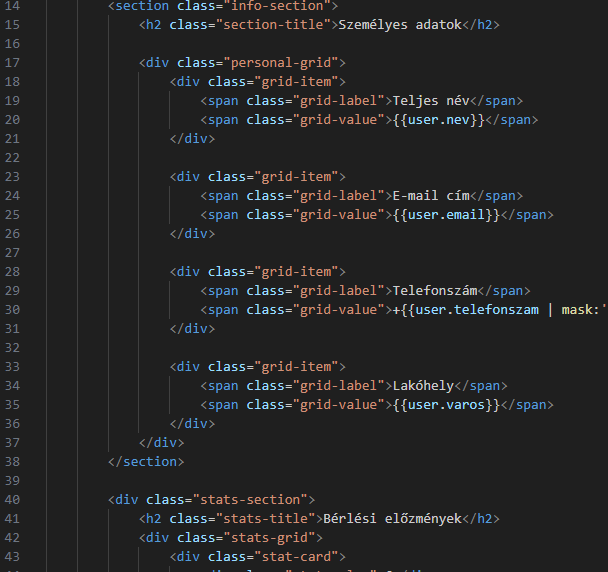 14 <section class="info-section">
15 <h2 class="section-title">Személyes adatok</h2>
16
17 <div class="personal-grid">
18 <div class="grid-item">
19 <span class="grid-label">Teljes név</span>
20 <span class="grid-value">{{user.nev}}</span>
21 </div>
22
23 <div class="grid-item">
24 <span class="grid-label">E-mail cím</span>
25 <span class="grid-value">{{user.email}}</span>
26 </div>
27
28 <div class="grid-item">
29 <span class="grid-label">Telefonszám</span>
30 <span class="grid-value">+{{user.telefonszam | mask:'
31 </div>
32
33 <div class="grid-item">
34 <span class="grid-label">Lakóhely</span>
35 <span class="grid-value">{{user.varos}}</span>
36 </div>
37 </div>
38 </section>
39
40 <div class="stats-section">
41 <h2 class="stats-title">Bérlési előzmények</h2>
42 <div class="stats-grid">
43 <div class="stat-card">